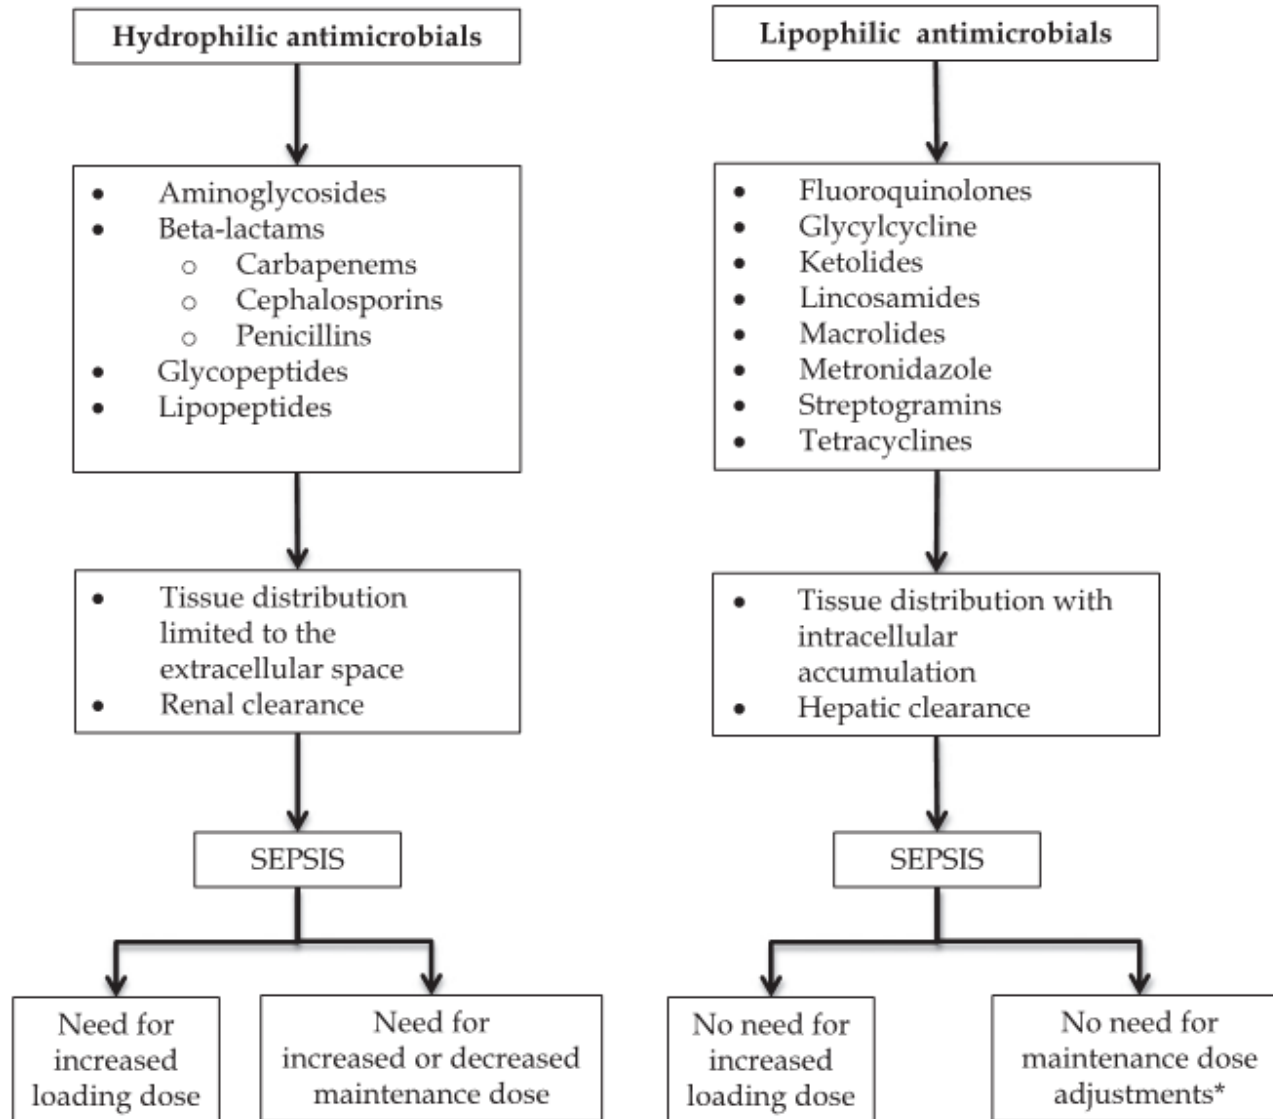 Hydrophilic antimicrobials
• Aminoglycosides
• Beta-lactams
o Carbapenems
o Cephalosporins
o Penicillins
• Glycopeptides
• Lipopeptides
• Tissue distribution
limited to the
extracellular space
• Renal clearance
SEPSIS
Need for
increased
loading dose
Need for
increased or decreased
maintenance dose
Lipophilic antimicrobials
• Fluoroquinolones
• Glycylcycline
• Ketolides
• Lincosamides
• Macrolides
• Metronidazole
• Streptogramins
• Tetracyclines
• Tissue distribution with
intracellular
accumulation
• Hepatic clearance
SEPSIS
No need for
increased
loading dose
No need for
maintenance dose
adjustments*